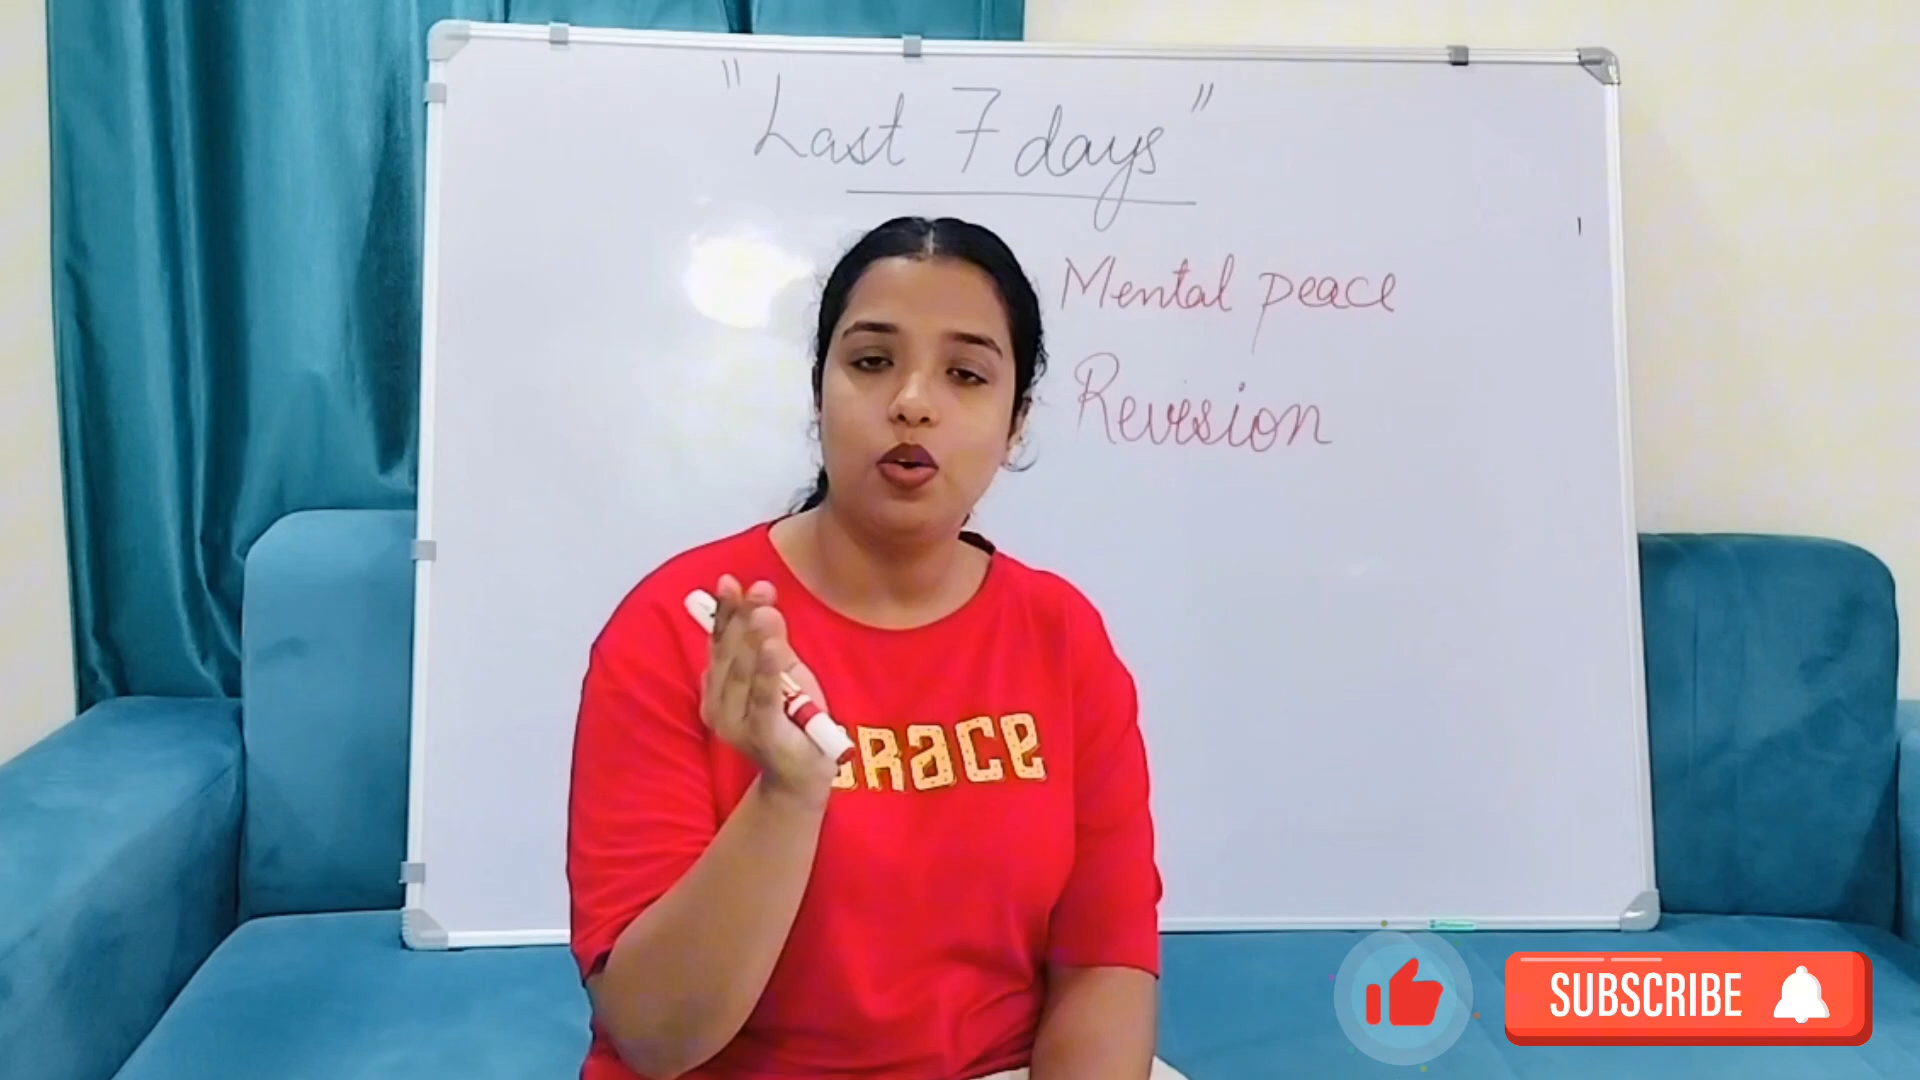 "Last 7 days"
Mental peace
Revision
GRACE
SUBSCRIBE